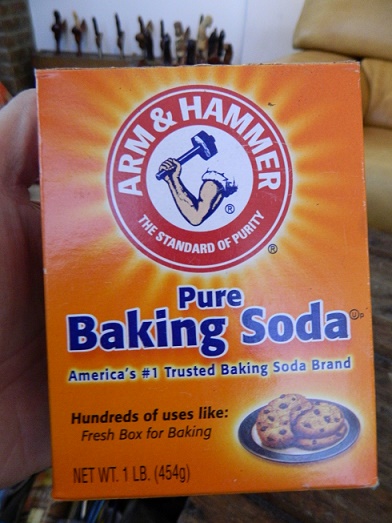 ARM & HAMMER
®
THE STANDARD OF PURITY
®
Pure
Baking Soda
America's #1 Trusted Baking Soda Brand
Hundreds of uses like:
Fresh Box for Baking
NET WT. 1 LB. (454g)